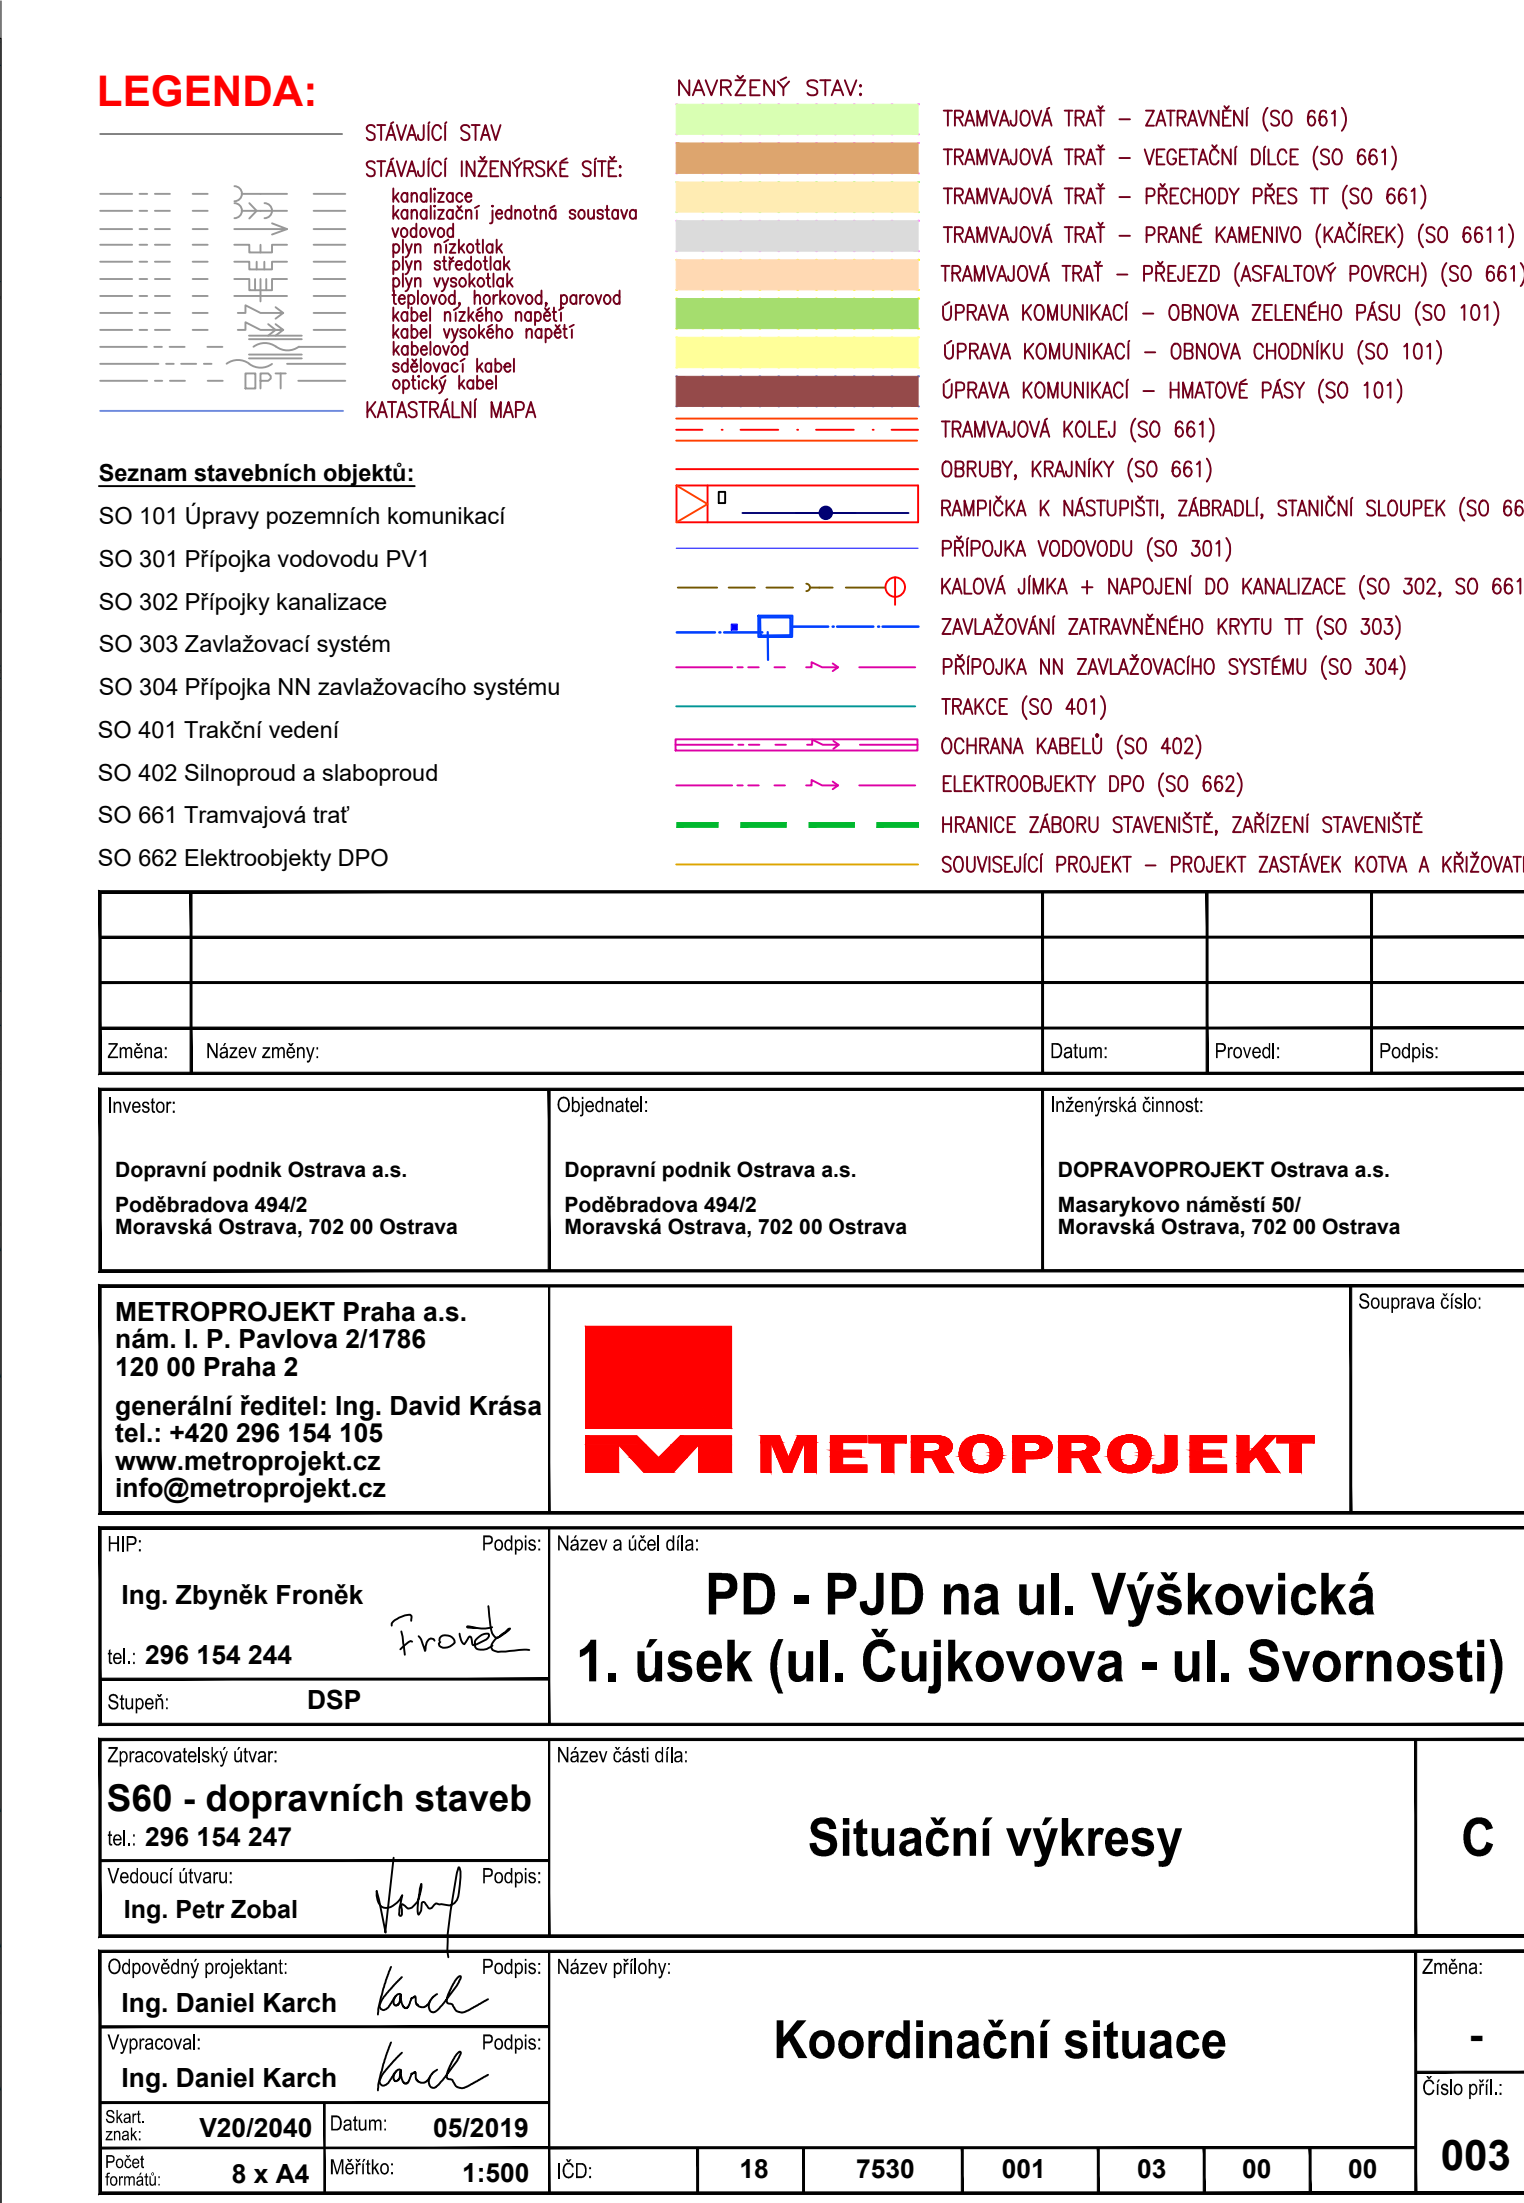 LEGENDA:
STÁVAJÍCÍ STAV
STÁVAJÍCÍ INŽENÝRSKÉ SÍTĚ:
kanalizace
kanalizační jednotná soustava
vodovod
plyn nízkotlak
plyn středotlak
plyn vysokotlak
teplovod, horkovod, parovod
kabel nízkého napětí
kabel vysokého napětí
kabelovod
sdělovací kabel
optický kabel
OPT
KATASTRÁLNÍ MAPA
Seznam stavebních objektů:
SO 101 Úpravy pozemních komunikací
SO 301 Přípojka vodovodu PV1
SO 302 Přípojky kanalizace
SO 303 Zavlažovací systém
SO 304 Přípojka NN zavlažovacího systému
SO 401 Trakční vedení
SO 402 Silnoproud a slaboproud
SO 661 Tramvajová trať
SO 662 Elektroobjekty DPO
NAVRŽENÝ STAV:
TRAMVAJOVÁ TRAŤ – ZATRAVNĚNÍ (SO 661)
TRAMVAJOVÁ TRAŤ – VEGETAČNÍ DÍLCE (SO 661)
TRAMVAJOVÁ TRAŤ – PŘECHODY PŘES TT (SO 661)
TRAMVAJOVÁ TRAŤ – PRANÉ KAMENIVO (KAČÍREK) (SO 6611)
TRAMVAJOVÁ TRAŤ – PŘEJEZD (ASFALTOVÝ POVRCH) (SO 661)
ÚPRAVA KOMUNIKACÍ – OBNOVA ZELENÉHO PÁSU (SO 101)
ÚPRAVA KOMUNIKACÍ – OBNOVA CHODNÍKU (SO 101)
ÚPRAVA KOMUNIKACÍ – HMATOVÉ PÁSY (SO 101)
TRAMVAJOVÁ KOLEJ (SO 661)
OBRUBY, KRAJNÍKY (SO 661)
RAMPIČKA K NÁSTUPIŠTI, ZÁBRADLÍ, STANIČNÍ SLOUPEK (SO 66
PŘÍPOJKA VODOVODU (SO 301)
KALOVÁ JÍMKA + NAPOJENÍ DO KANALIZACE (SO 302, SO 661
ZAVLAŽOVÁNÍ ZATRAVNĚNÉHO KRYTU TT (SO 303)
PŘÍPOJKA NN ZAVLAŽOVACÍHO SYSTÉMU (SO 304)
TRAKCE (SO 401)
OCHRANA KABELŮ (SO 402)
ELEKTROOBJEKTY DPO (SO 662)
HRANICE ZÁBORU STAVENIŠTĚ, ZAŘÍZENÍ STAVENIŠTĚ
SOUVISEJÍCÍ PROJEKT – PROJEKT ZASTÁVEK KOTVA A KŘIŽOVAT
Změna: Název změny: Datum: Provedl: Podpis:
Investor:
Dopravní podnik Ostrava a.s.
Poděbradova 494/2
Moravská Ostrava, 702 00 Ostrava
Objednatel:
Dopravní podnik Ostrava a.s.
Poděbradova 494/2
Moravská Ostrava, 702 00 Ostrava
Inženýrská činnost:
DOPRAVOPROJEKT Ostrava a.s.
Masarykovo náměstí 50/
Moravská Ostrava, 702 00 Ostrava
METROPROJEKT Praha a.s.
nám. I. P. Pavlova 2/1786
120 00 Praha 2
generální ředitel: Ing. David Krása
tel.: +420 296 154 105
www.metroprojekt.cz
info@metroprojekt.cz
METROPROJEKT
Souprava číslo:
HIP: Podpis:
Ing. Zbyněk Froněk
Froněk
tel.: 296 154 244
Stupeň: DSP
Název a účel díla:
PD - PJD na ul. Výškovická
1. úsek (ul. Čujkovova - ul. Svornosti)
Zpracovatelský útvar:
S60 - dopravních staveb
tel.: 296 154 247
Vedoucí útvaru: Podpis:
Ing. Petr Zobal
Název části díla:
Situační výkresy
C
Odpovědný projektant: Podpis:
Ing. Daniel Karch Karch
Vypracoval: Podpis:
Ing. Daniel Karch Karch
Název přílohy:
Koordinační situace
Změna:
-
Číslo příl.:
003
Skart.
znak: V20/2040 Datum: 05/2019
Počet
formátů: 8 x A4 Měřítko: 1:500
IČD: 18 7530 001 03 00 00